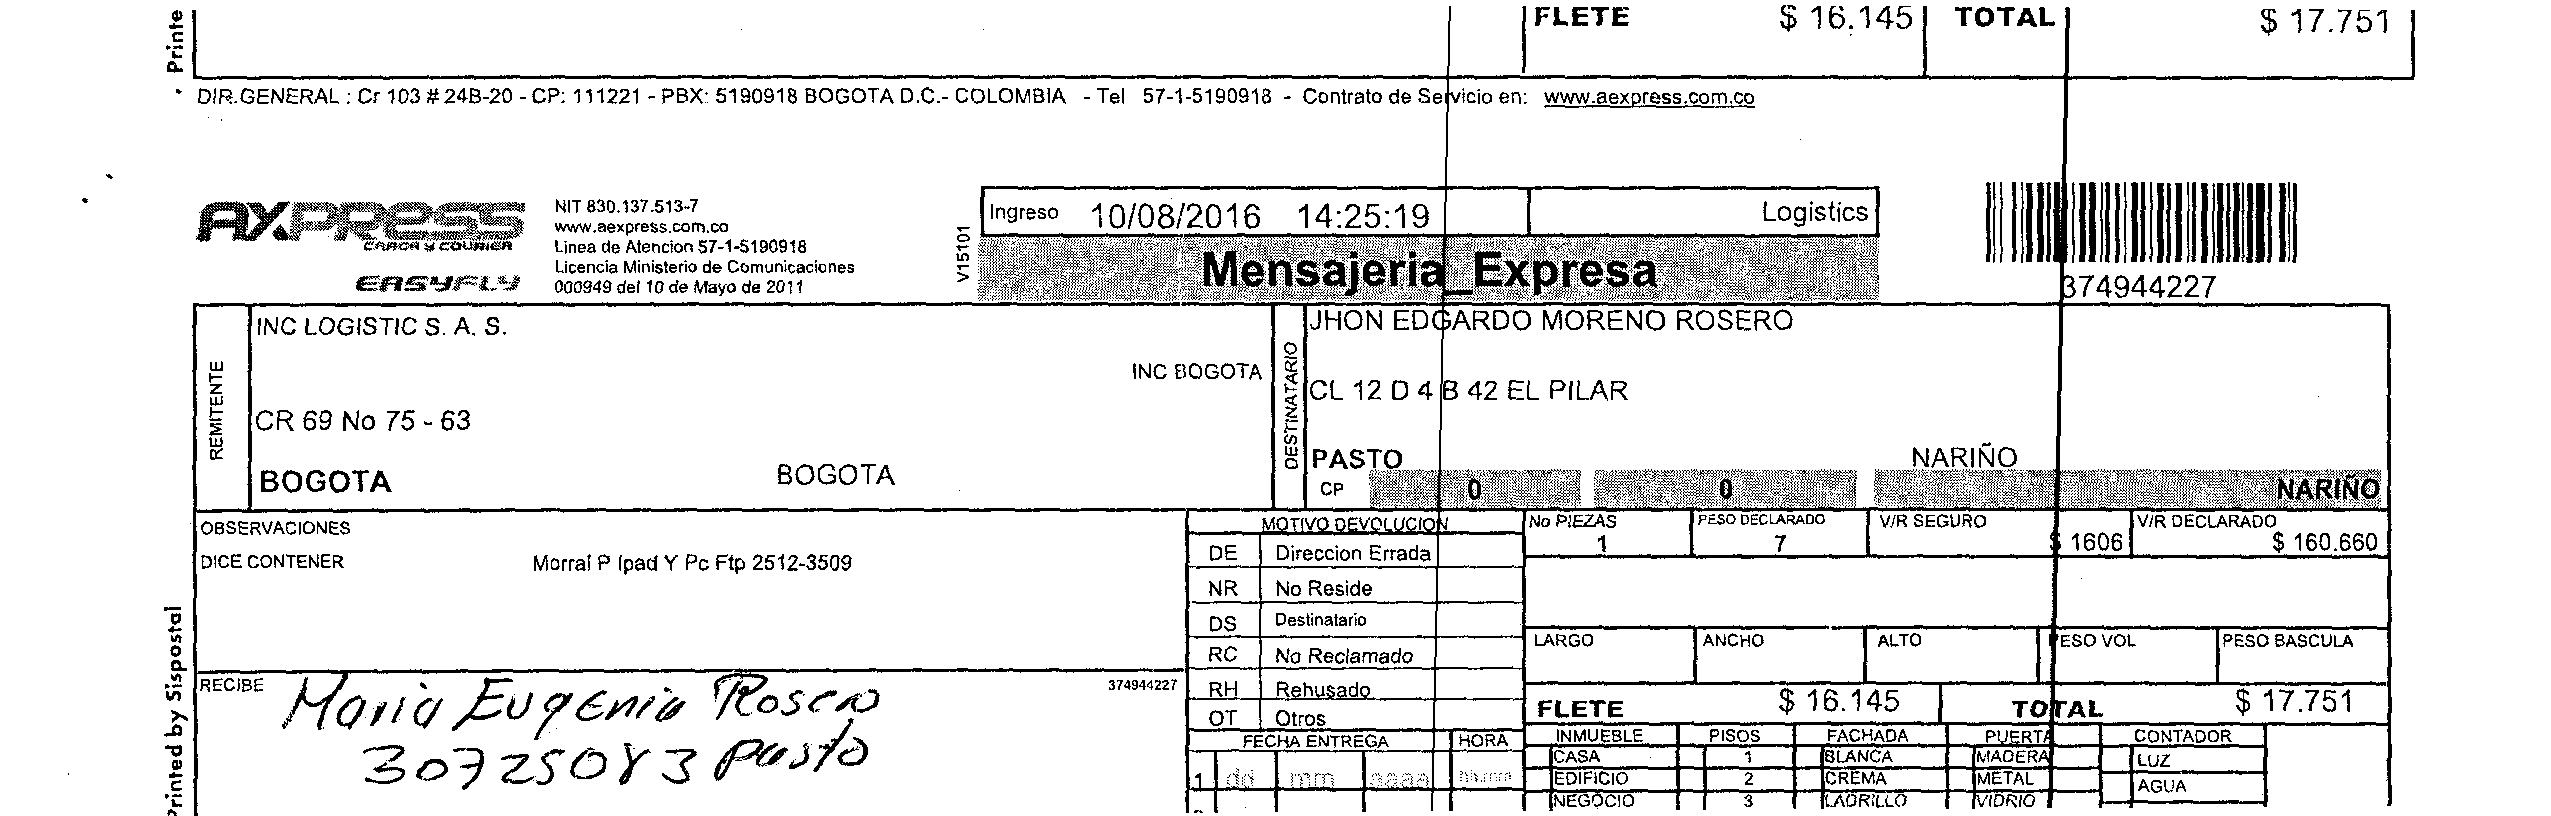 Printe
FLETE $ 16.145 TOTAL $ 17.751
DIR.GENERAL : Cr 103 # 24B-20 - CP: 111221 - PBX: 5190918 BOGOTA D.C.- COLOMBIA - Tel 57-1-5190918 - Contrato de Servicio en: www.aexpress.com.co
AXPRESS
CARGA Y COURIER
EASYFLY
NIT 830.137.513-7
www.aexpress.com.co
Linea de Atencion 57-1-5190918
Licencia Ministerio de Comunicaciones
000949 del 10 de Mayo de 2011
V15101
Ingreso 10/08/2016 14:25:19 Logistics
Mensajeria_Expresa
374944227
REMITENTE
INC LOGISTIC S. A. S.
INC BOGOTA
CR 69 No 75 - 63
BOGOTA BOGOTA
DESTINATARIO
JHON EDGARDO MORENO ROSERO
CL 12 D 4 B 42 EL PILAR
PASTO NARIÑO
CP 0 0 NARIÑO
OBSERVACIONES
DICE CONTENER Morral P Ipad Y Pc Ftp 2512-3509
MOTIVO DEVOLUCION
DE Direccion Errada
NR No Reside
DS Destinatario
RC No Reclamado
RH Rehusado
OT Otros
FECHA ENTREGA HORA
1 dd mm aaaa hh:mm
No PIEZAS PESO DECLARADO V/R SEGURO V/R DECLARADO
1 7 $ 1606 $ 160.660
LARGO ANCHO ALTO PESO VOL PESO BASCULA
FLETE $ 16.145 TOTAL $ 17.751
INMUEBLE PISOS FACHADA PUERTA CONTADOR
CASA 1 BLANCA MADERA LUZ
EDIFICIO 2 CREMA METAL AGUA
NEGOCIO 3 LADRILLO VIDRIO
Printed by Sispostal
RECIBE 374944227
Maria Eugenia Rosero
30725083 Pasto